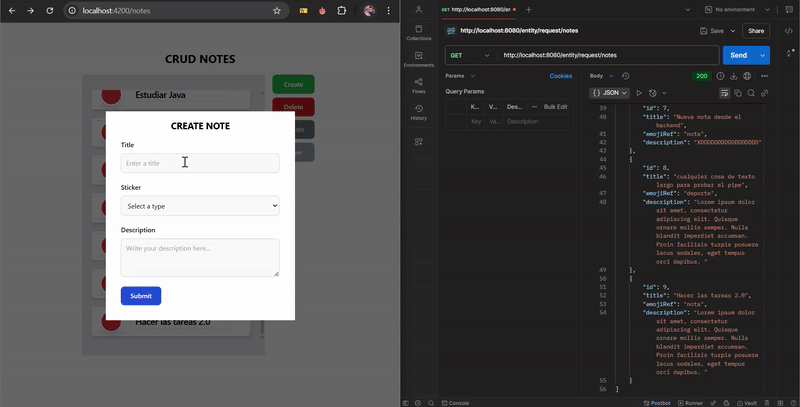 localhost:4200/notes
CRUD NOTES
Estudiar Java
Create
Delete
CREATE NOTE
Title
Enter a title
Sticker
Select a type
Description
Write your description here...
Submit
Hacer las tareas 2.0
GET http://localhost:8080/er
No environment
http://localhost:8080/entity/request/notes
Save
Share
GET
http://localhost:8080/entity/request/notes
Send
Collections
Environments
Flows
History
Params
Cookies
Query Params
K...
V...
Des...
Bulk Edit
Key
Va...
Description
Body
200
{ } JSON
39 "id": 7,
40 "title": "Nueva nota desde el
backend",
41 "emojiRef": "nota",
42 "description": "XDDDDDDDDDDDDDDDDD"
43 },
44 {
45 "id": 8,
46 "title": "cualquier cosa de texto
largo para probar el pipe",
47 "emojiRef": "deporte",
48 "description": "Lorem ipsum dolor
sit amet, consectetur
adipiscing elit. Quisque
ornare mollis semper. Nulla
blandit imperdiet accumsan.
Proin facilisis turpis posuere
lacus sodales, eget tempus
orci dapibus. "
49 },
50 {
51 "id": 9,
52 "title": "Hacer las tareas 2.0",
53 "emojiRef": "nota",
54 "description": "Lorem ipsum dolor
sit amet, consectetur
adipiscing elit. Quisque
ornare mollis semper. Nulla
blandit imperdiet accumsan.
Proin facilisis turpis posuere
lacus sodales, eget tempus
orci dapibus. "
55 }
56 ]
Console
Postbot
Runner
Vault